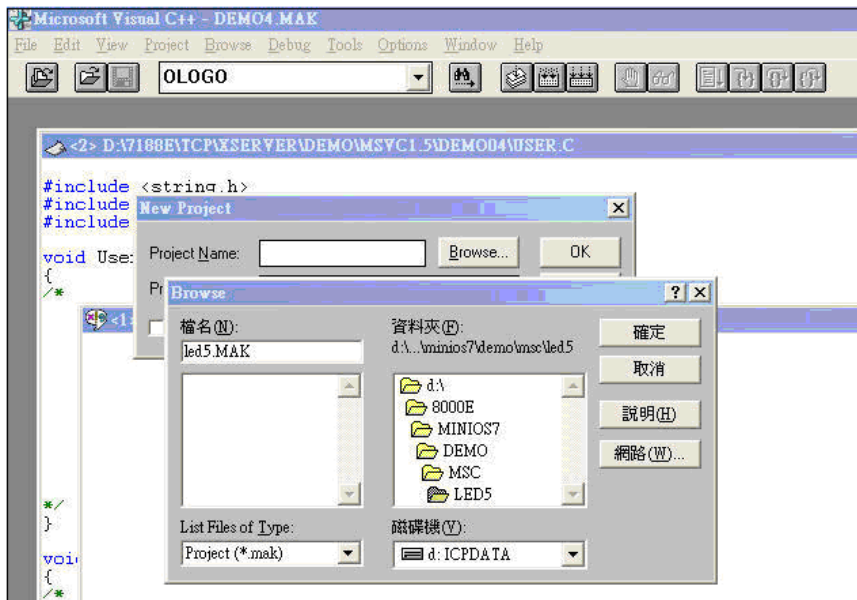 Microsoft Visual C++ - DEMO4.MAK
File Edit View Project Browse Debug Tools Options Window Help
OLOGO
<2> D:\7188E\TCP\XSERVER\DEMO\MSVC1.5\DEMO04\USER.C
#include <string.h>
#include
#include
New Project
Project Name:
Browse...
OK
void User
{
/*
Pr
Browse
<1>
檔名(N):
led5.MAK
資料夾(F):
d:\...\minios7\demo\msc\led5
d:\
8000E
MINIOS7
DEMO
MSC
LED5
確定
取消
說明(H)
網路(W)...
List Files of Type:
Project (*.mak)
磁碟機(V):
d: ICPDATA
*/
}
void
{
/*